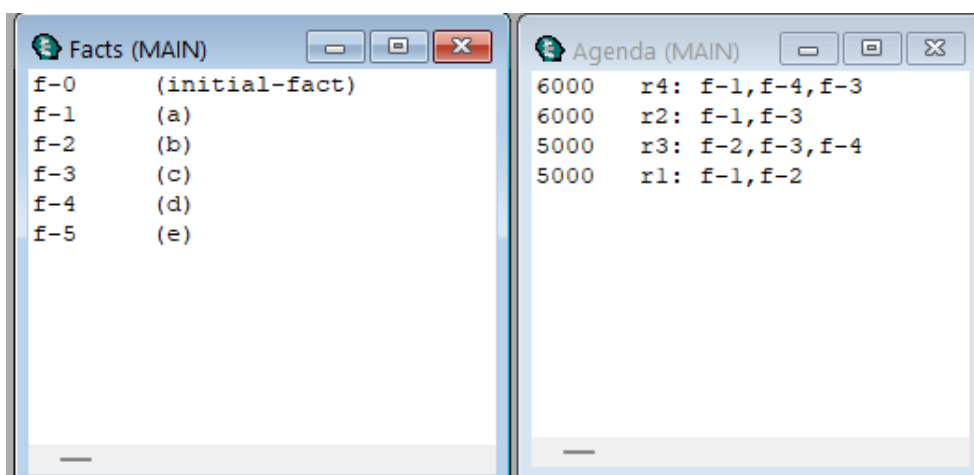 Facts (MAIN)
f-0 (initial-fact)
f-1 (a)
f-2 (b)
f-3 (c)
f-4 (d)
f-5 (e)
Agenda (MAIN)
6000 r4: f-1,f-4,f-3
6000 r2: f-1,f-3
5000 r3: f-2,f-3,f-4
5000 r1: f-1,f-2